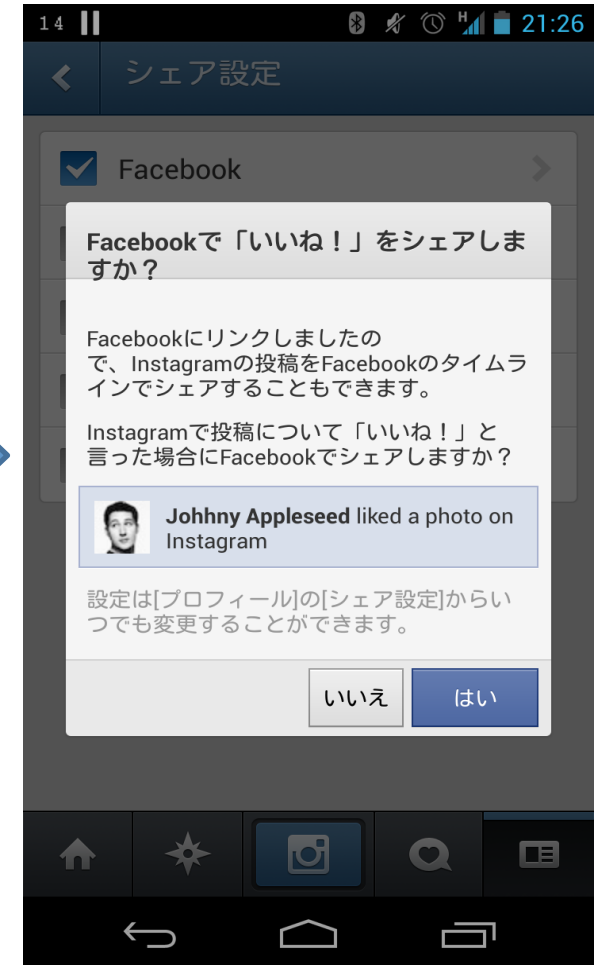 14
H
21:26
シェア設定
Facebook
Facebookで「いいね！」をシェアしま
すか？
Facebookにリンクしましたの
で、Instagramの投稿をFacebookのタイムラ
インでシェアすることもできます。
Instagramで投稿について「いいね！」と
言った場合にFacebookでシェアしますか？
Johhny Appleseed liked a photo on
Instagram
設定は[プロフィール]の[シェア設定]からい
つでも変更することができます。
いいえ
はい